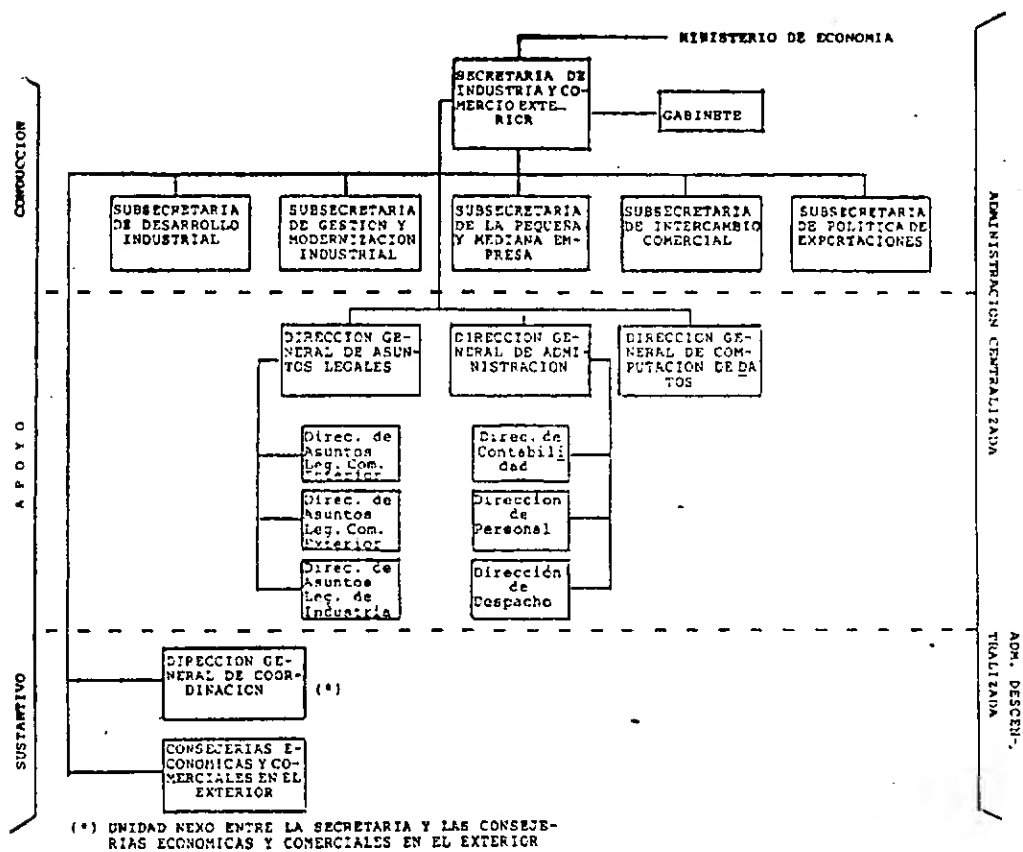 MINISTERIO DE ECONOMIA
SECRETARIA DE
INDUSTRIA Y CO-
MERCIO EXTE_
RICR
GABINETE
CONDUCCION
SUBSECRETARIA
DE DESARROLLO
INDUSTRIAL
SUBSECRETARIA
DE GESTION Y
MODERNIZACION
INDUSTRIAL
SUBSECRETARIA
DE LA PEQUEÑA
Y MEDIANA EM-
PRESA
SUBSECRETARIA
DE INTERCAMBIO
COMERCIAL
SUBSECRETARIA
DE POLITICA DE
EXPORTACIONES
ADMINISTRACION CENTRALIZADA
APOYO
DIRECCION GE-
NERAL DE ASUN-
TOS LEGALES
DIRECCION GE-
NERAL DE ADMI-
NISTRACION
DIRECCION GE-
NERAL DE COM-
PUTACION DE DA
TOS
Direc. de
Asuntos
Leg. Com.
Exterior
Direc. de
Contabili
dad
Direc. de
Asuntos
Leg. Com.
Exterior
Direccion
de
Personal
Direc. de
Asuntos
Leg. de
Industria
Dirección
de
Despacho
SUSTANTIVO
DIRECCION GE-
NERAL DE COOR-
DINACION
(*)
CONSEJERIAS E-
CONOMICAS Y CO-
MERCIALES EN EL
EXTERIOR
ADM. DESCEN-
TRALIZADA
(*) UNIDAD NEXO ENTRE LA SECRETARIA Y LAS CONSEJE-
RIAS ECONOMICAS Y COMERCIALES EN EL EXTERIOR